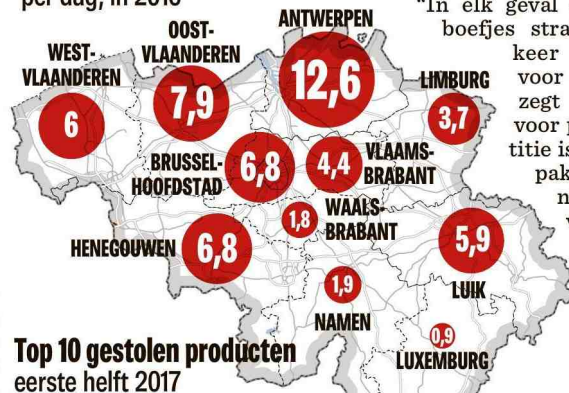 per dag, in 2016
"In elk geval
boefjes stra
keer
voor
zegt
voor p
titie is
pak
n
v
WEST-
VLAANDEREN
6
OOST-
VLAANDEREN
7,9
ANTWERPEN
12,6
LIMBURG
3,7
BRUSSEL-
HOOFDSTAD
6,8
4,4
VLAAMS-
BRABANT
1,8
WAALS-
BRABANT
HENEGOUWEN
6,8
5,9
LUIK
1,9
NAMEN
0,9
LUXEMBURG
Top 10 gestolen producten
eerste helft 2017